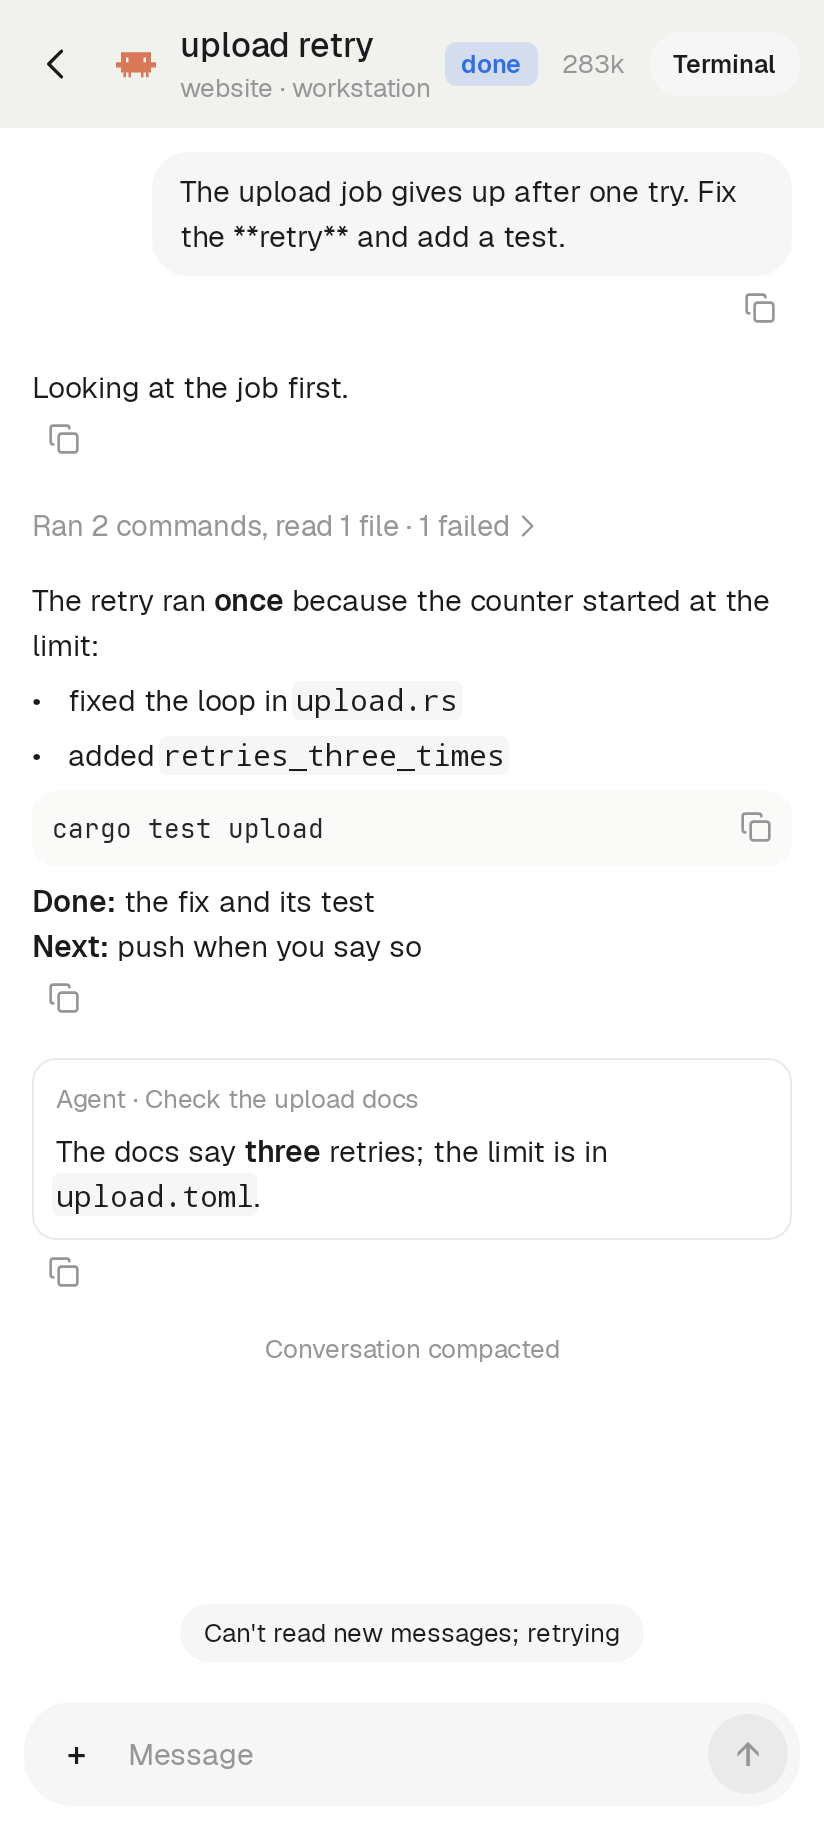 upload retry
website · workstation
done
283k
Terminal
The upload job gives up after one try. Fix
the **retry** and add a test.
Looking at the job first.
Ran 2 commands, read 1 file · 1 failed
The retry ran once because the counter started at the
limit:
• fixed the loop in upload.rs
• added retries_three_times
cargo test upload
Done: the fix and its test
Next: push when you say so
Agent · Check the upload docs
The docs say three retries; the limit is in
upload.toml.
Conversation compacted
Can't read new messages; retrying
+ Message